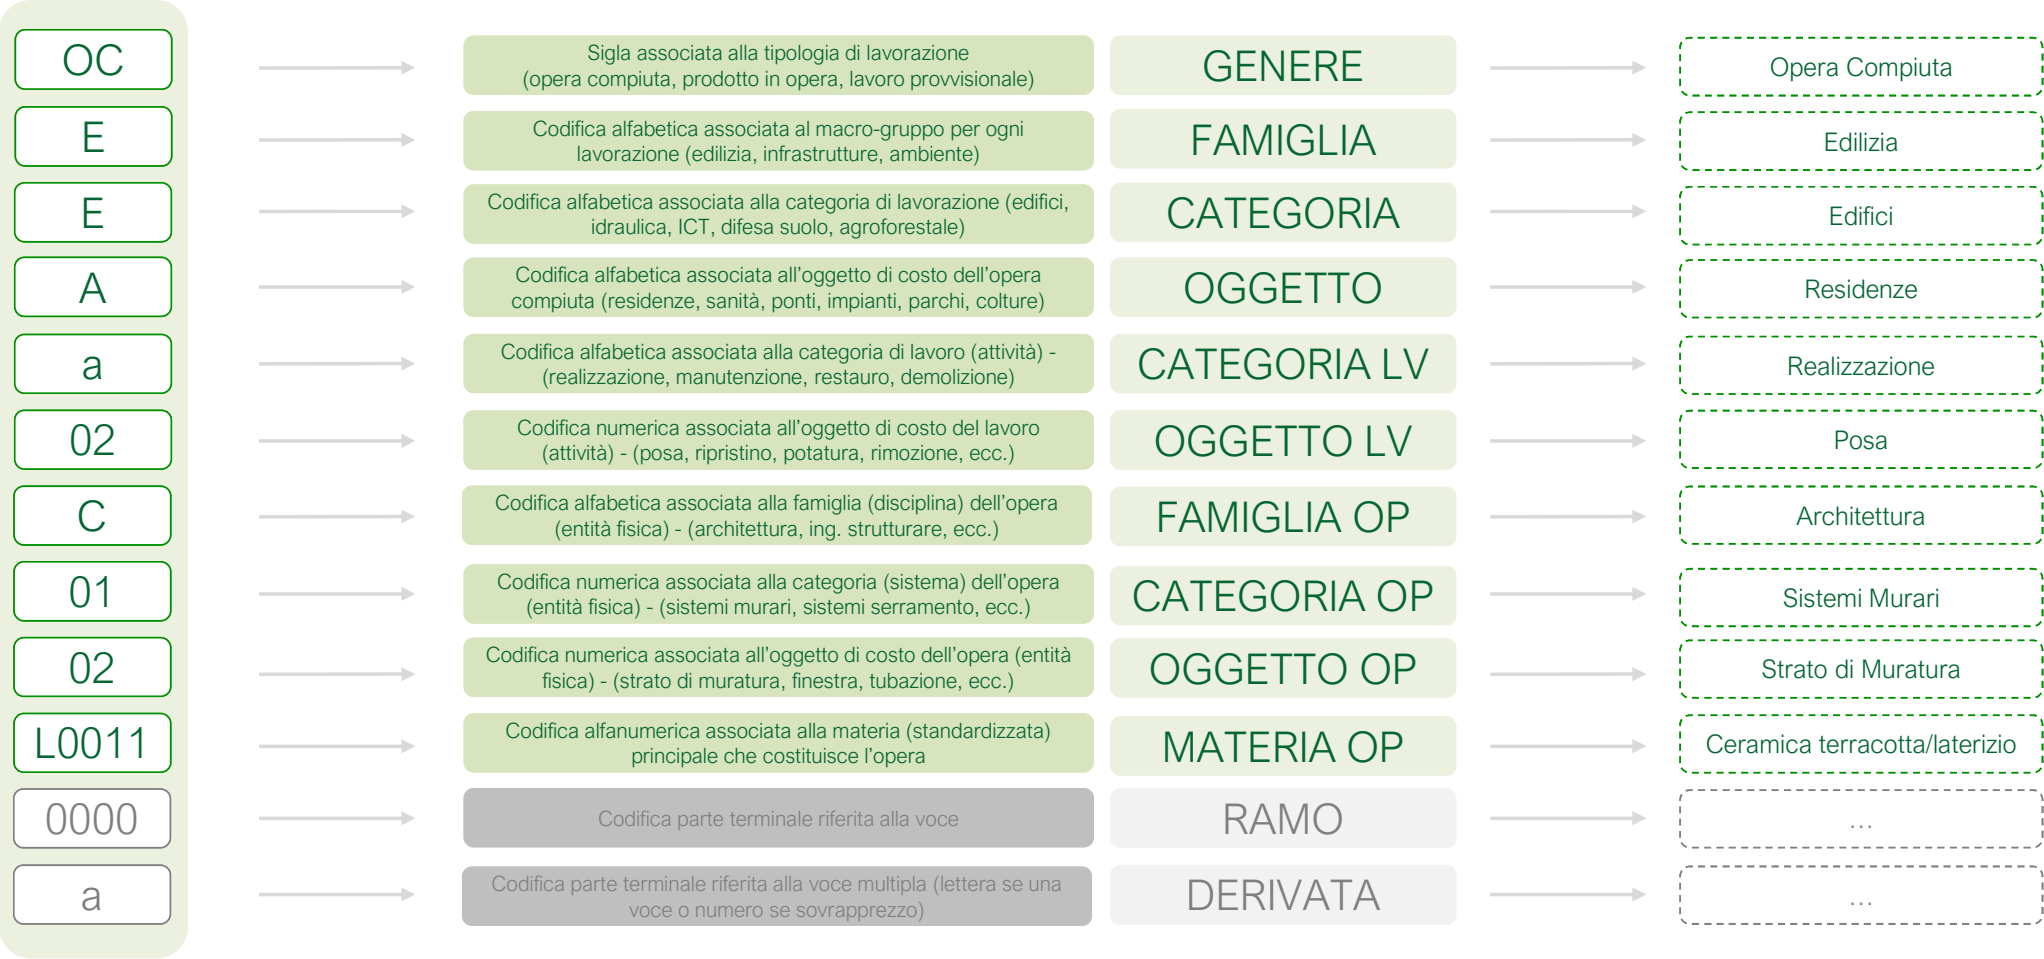 OC
Sigla associata alla tipologia di lavorazione
(opera compiuta, prodotto in opera, lavoro provvisionale)
GENERE
Opera Compiuta
E
Codifica alfabetica associata al macro-gruppo per ogni
lavorazione (edilizia, infrastrutture, ambiente)
FAMIGLIA
Edilizia
E
Codifica alfabetica associata alla categoria di lavorazione (edifici,
idraulica, ICT, difesa suolo, agroforestale)
CATEGORIA
Edifici
A
Codifica alfabetica associata all'oggetto di costo dell'opera
compiuta (residenze, sanità, ponti, impianti, parchi, colture)
OGGETTO
Residenze
a
Codifica alfabetica associata alla categoria di lavoro (attività) -
(realizzazione, manutenzione, restauro, demolizione)
CATEGORIA LV
Realizzazione
02
Codifica numerica associata all'oggetto di costo del lavoro
(attività) - (posa, ripristino, potatura, rimozione, ecc.)
OGGETTO LV
Posa
C
Codifica alfabetica associata alla famiglia (disciplina) dell'opera
(entità fisica) - (architettura, ing. strutturare, ecc.)
FAMIGLIA OP
Architettura
01
Codifica numerica associata alla categoria (sistema) dell'opera
(entità fisica) - (sistemi murari, sistemi serramento, ecc.)
CATEGORIA OP
Sistemi Murari
02
Codifica numerica associata all'oggetto di costo dell'opera (entità
fisica) - (strato di muratura, finestra, tubazione, ecc.)
OGGETTO OP
Strato di Muratura
L0011
Codifica alfanumerica associata alla materia (standardizzata)
principale che costituisce l'opera
MATERIA OP
Ceramica terracotta/laterizio
0000
Codifica parte terminale riferita alla voce
RAMO
...
a
Codifica parte terminale riferita alla voce multipla (lettera se una
voce o numero se sovrapprezzo)
DERIVATA
...